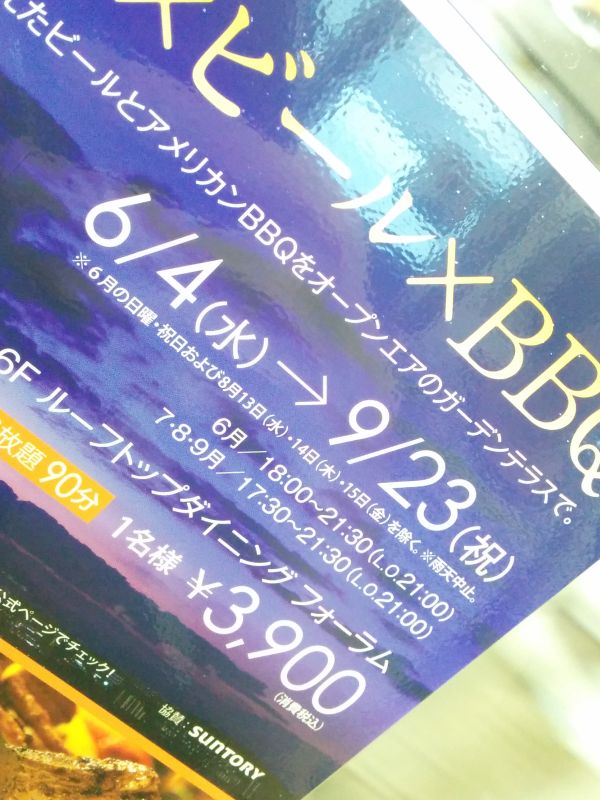 ×ビール×BBQ
たビールとアメリカンBBQをオープンエアのガーデンテラスで。
6/4(水)→9/23(祝)
※6月の日曜・祝日および8月13日(水)・14日(木)・15日(金)を除く。※雨天中止。
6月/18:00~21:30(L.O.21:00)
7・8・9月/17:30~21:30(L.O.21:00)
6F ルーフトップダイニング フォーラム
放題 90分 1名様 ¥3,900
(消費税込)
公式ページでチェック!
協賛:SUNTORY